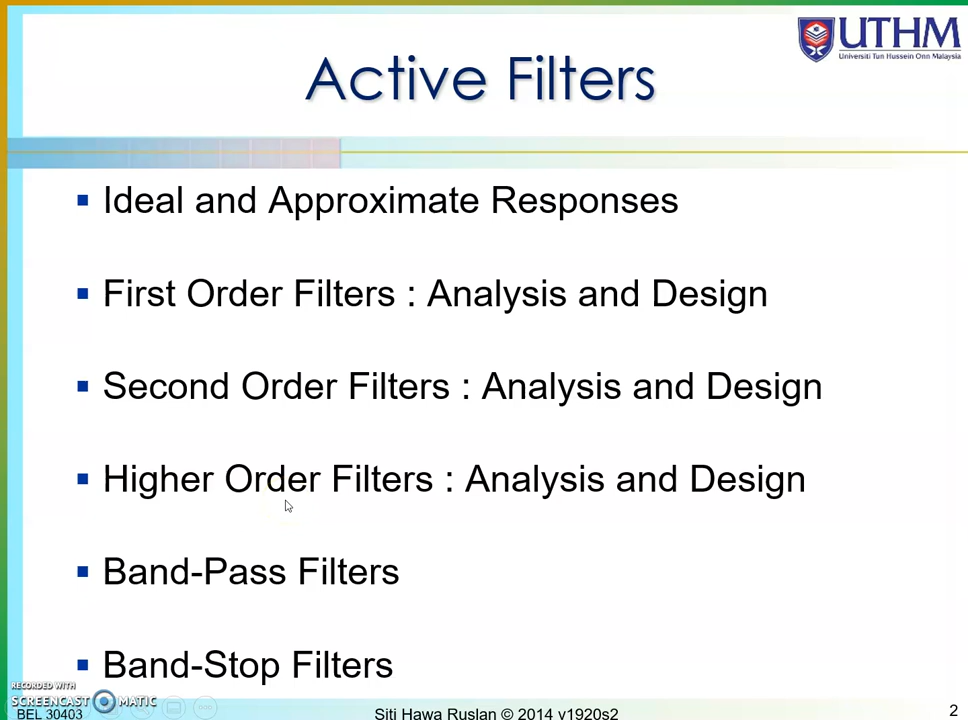 UTHM
Universiti Tun Hussein Onn Malaysia
Active Filters
Ideal and Approximate Responses
First Order Filters : Analysis and Design
Second Order Filters : Analysis and Design
Higher Order Filters : Analysis and Design
Band-Pass Filters
Band-Stop Filters
RECORDED WITH
SCREENCAST MATIC
BEL 30403
Siti Hawa Ruslan © 2014 v1920s2
2